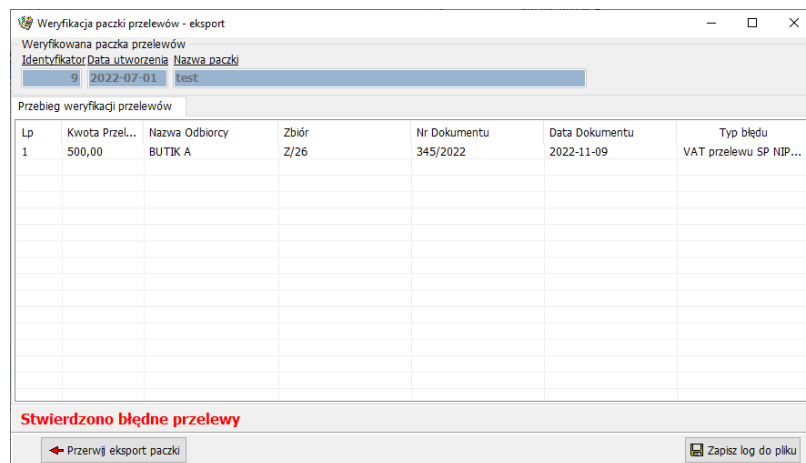 Weryfikacja paczki przelewów - eksport
Weryfikowana paczka przelewów
Identyfikator Data utworzenia Nazwa paczki
9 2022-07-01 test
Przebieg weryfikacji przelewów
Lp Kwota Przel... Nazwa Odbiorcy Zbiór Nr Dokumentu Data Dokumentu Typ błędu
1 500,00 BUTIK A Z/26 345/2022 2022-11-09 VAT przelewu SP NIP...
Stwierdzono błędne przelewy
Przerwij eksport paczki Zapisz log do pliku